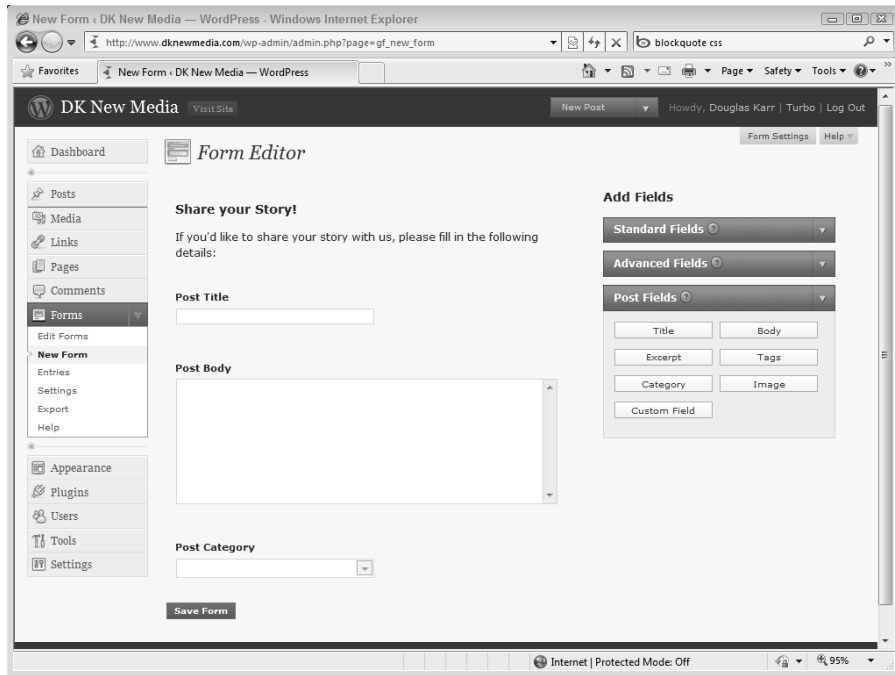 New Form ‹ DK New Media — WordPress - Windows Internet Explorer
http://www.dknewmedia.com/wp-admin/admin.php?page=gf_new_form
blockquote css
Favorites
New Form ‹ DK New Media — WordPress
Page Safety Tools
DK New Media Visit Site
New Post
Howdy, Douglas Karr | Turbo | Log Out
Form Settings
Help
Dashboard
Posts
Media
Links
Pages
Comments
Forms
Edit Forms
New Form
Entries
Settings
Export
Help
Appearance
Plugins
Users
Tools
Settings
Form Editor
Share your Story!
If you'd like to share your story with us, please fill in the following
details:
Post Title
Post Body
Post Category
Save Form
Add Fields
Standard Fields
Advanced Fields
Post Fields
Title
Body
Excerpt
Tags
Category
Image
Custom Field
Internet | Protected Mode: Off
95%